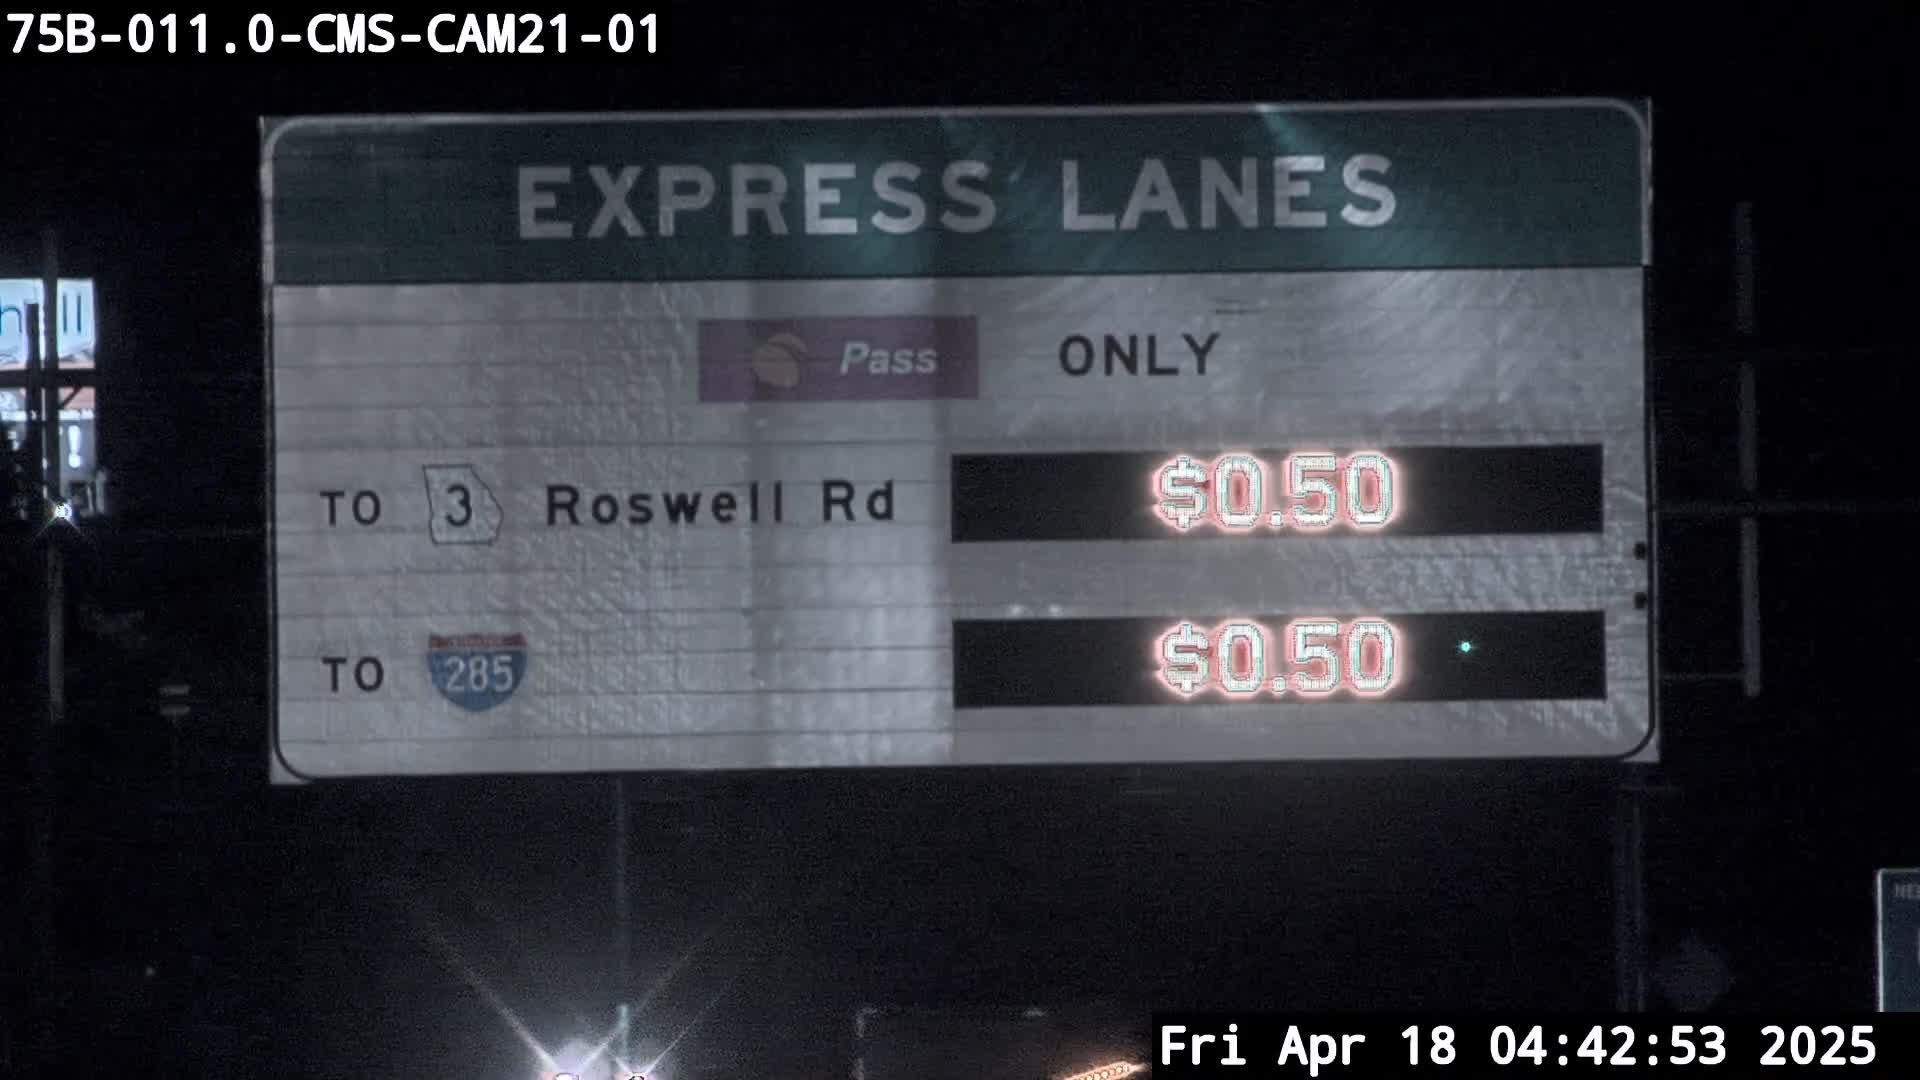 75B-011.0-CMS-CAM21-01
EXPRESS LANES
Pass ONLY
TO 3 Roswell Rd $0.50
TO 285 $0.50
Fri Apr 18 04:42:53 2025